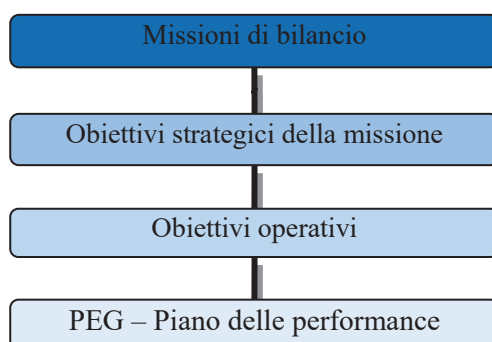 Missioni di bilancio
Obiettivi strategici della missione
Obiettivi operativi
PEG – Piano delle performance